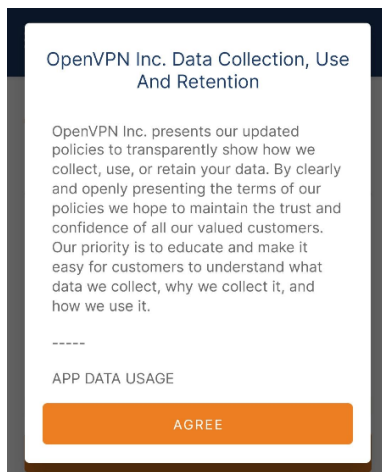 OpenVPN Inc. Data Collection, Use
And Retention
OpenVPN Inc. presents our updated
policies to transparently show how we
collect, use, or retain your data. By clearly
and openly presenting the terms of our
policies we hope to maintain the trust and
confidence of all our valued customers.
Our priority is to educate and make it
easy for customers to understand what
data we collect, why we collect it, and
how we use it.
-----
APP DATA USAGE
AGREE